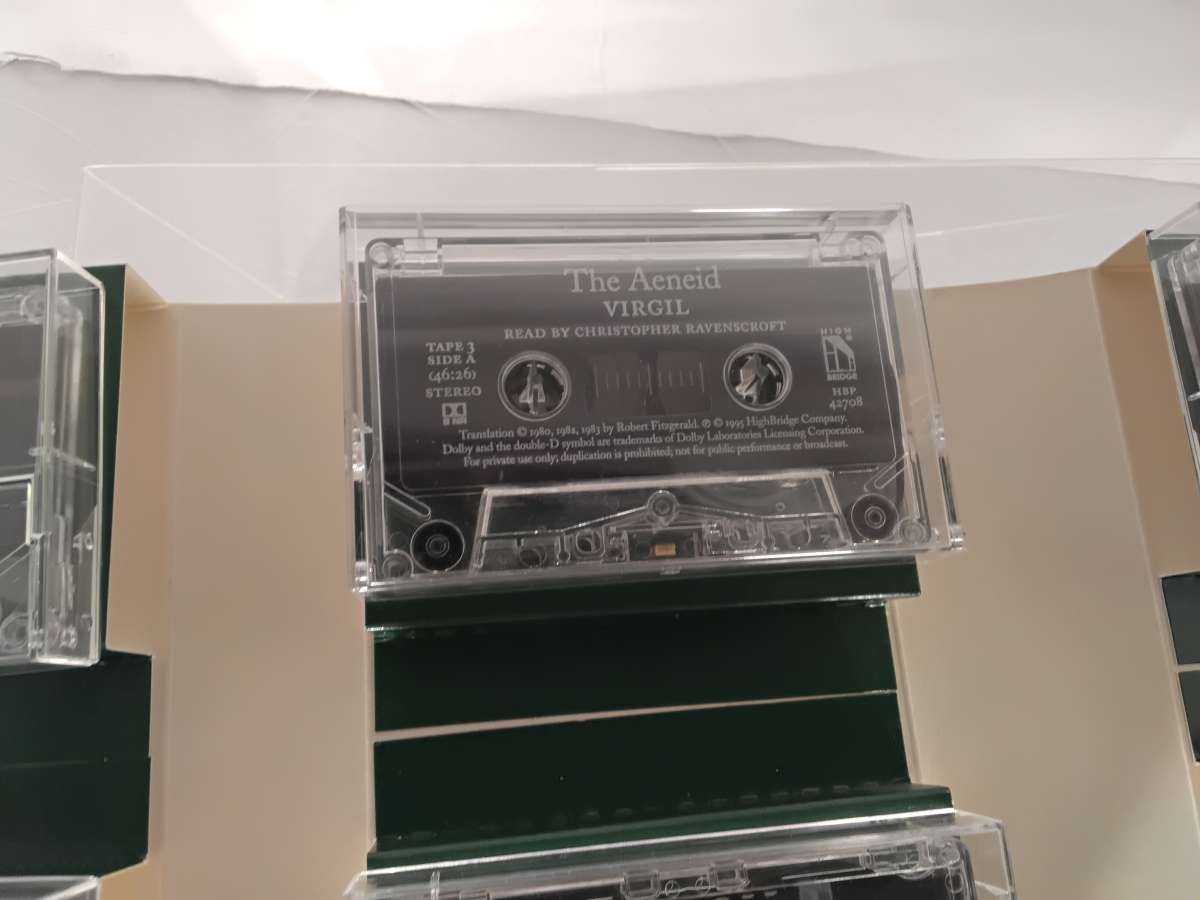 The Aeneid
VIRGIL
READ BY CHRISTOPHER RAVENSCROFT
TAPE 3
SIDE A
(46:26)
STEREO
HIGH
BRIDGE
HBP
42708
Translation © 1980, 1982, 1983 by Robert Fitzgerald. ℗ © 1995 HighBridge Company.
Dolby and the double-D symbol are trademarks of Dolby Laboratories Licensing Corporation.
For private use only; duplication is prohibited; not for public performance or broadcast.